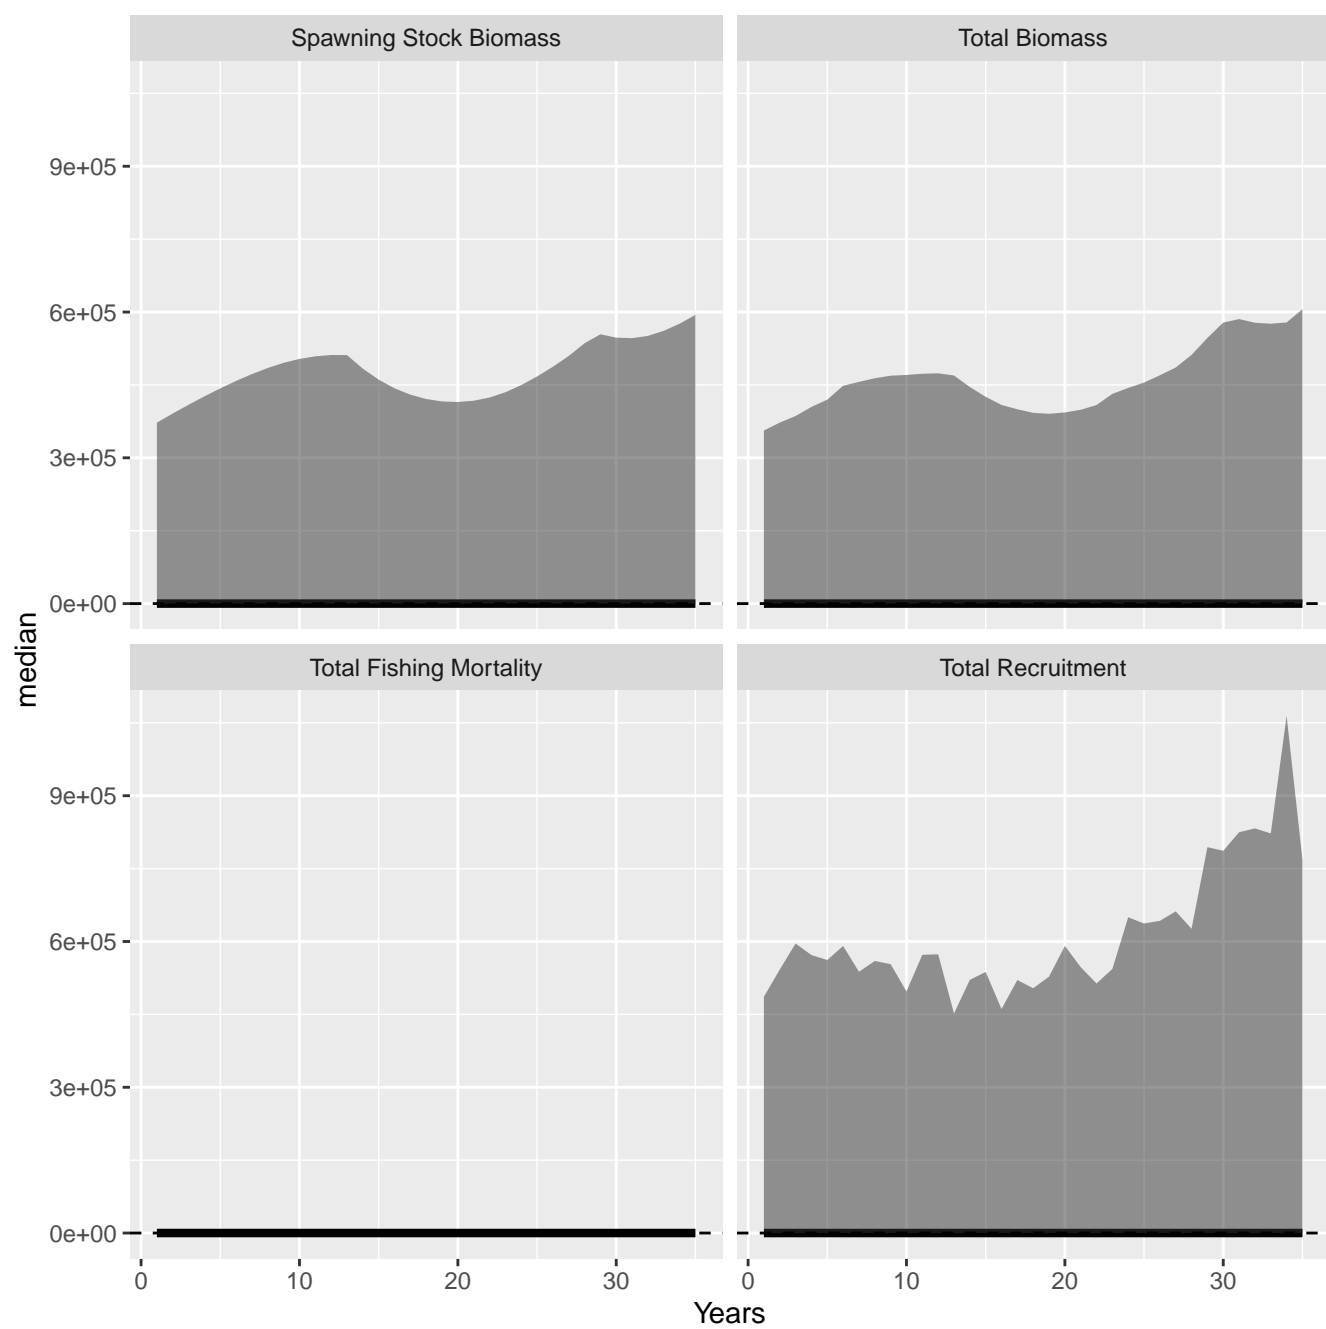 Spawning Stock Biomass
Total Biomass
9e+05
6e+05
3e+05
0e+00
median
Total Fishing Mortality
Total Recruitment
9e+05
6e+05
3e+05
0e+00
0 10 20 30
0 10 20 30
Years